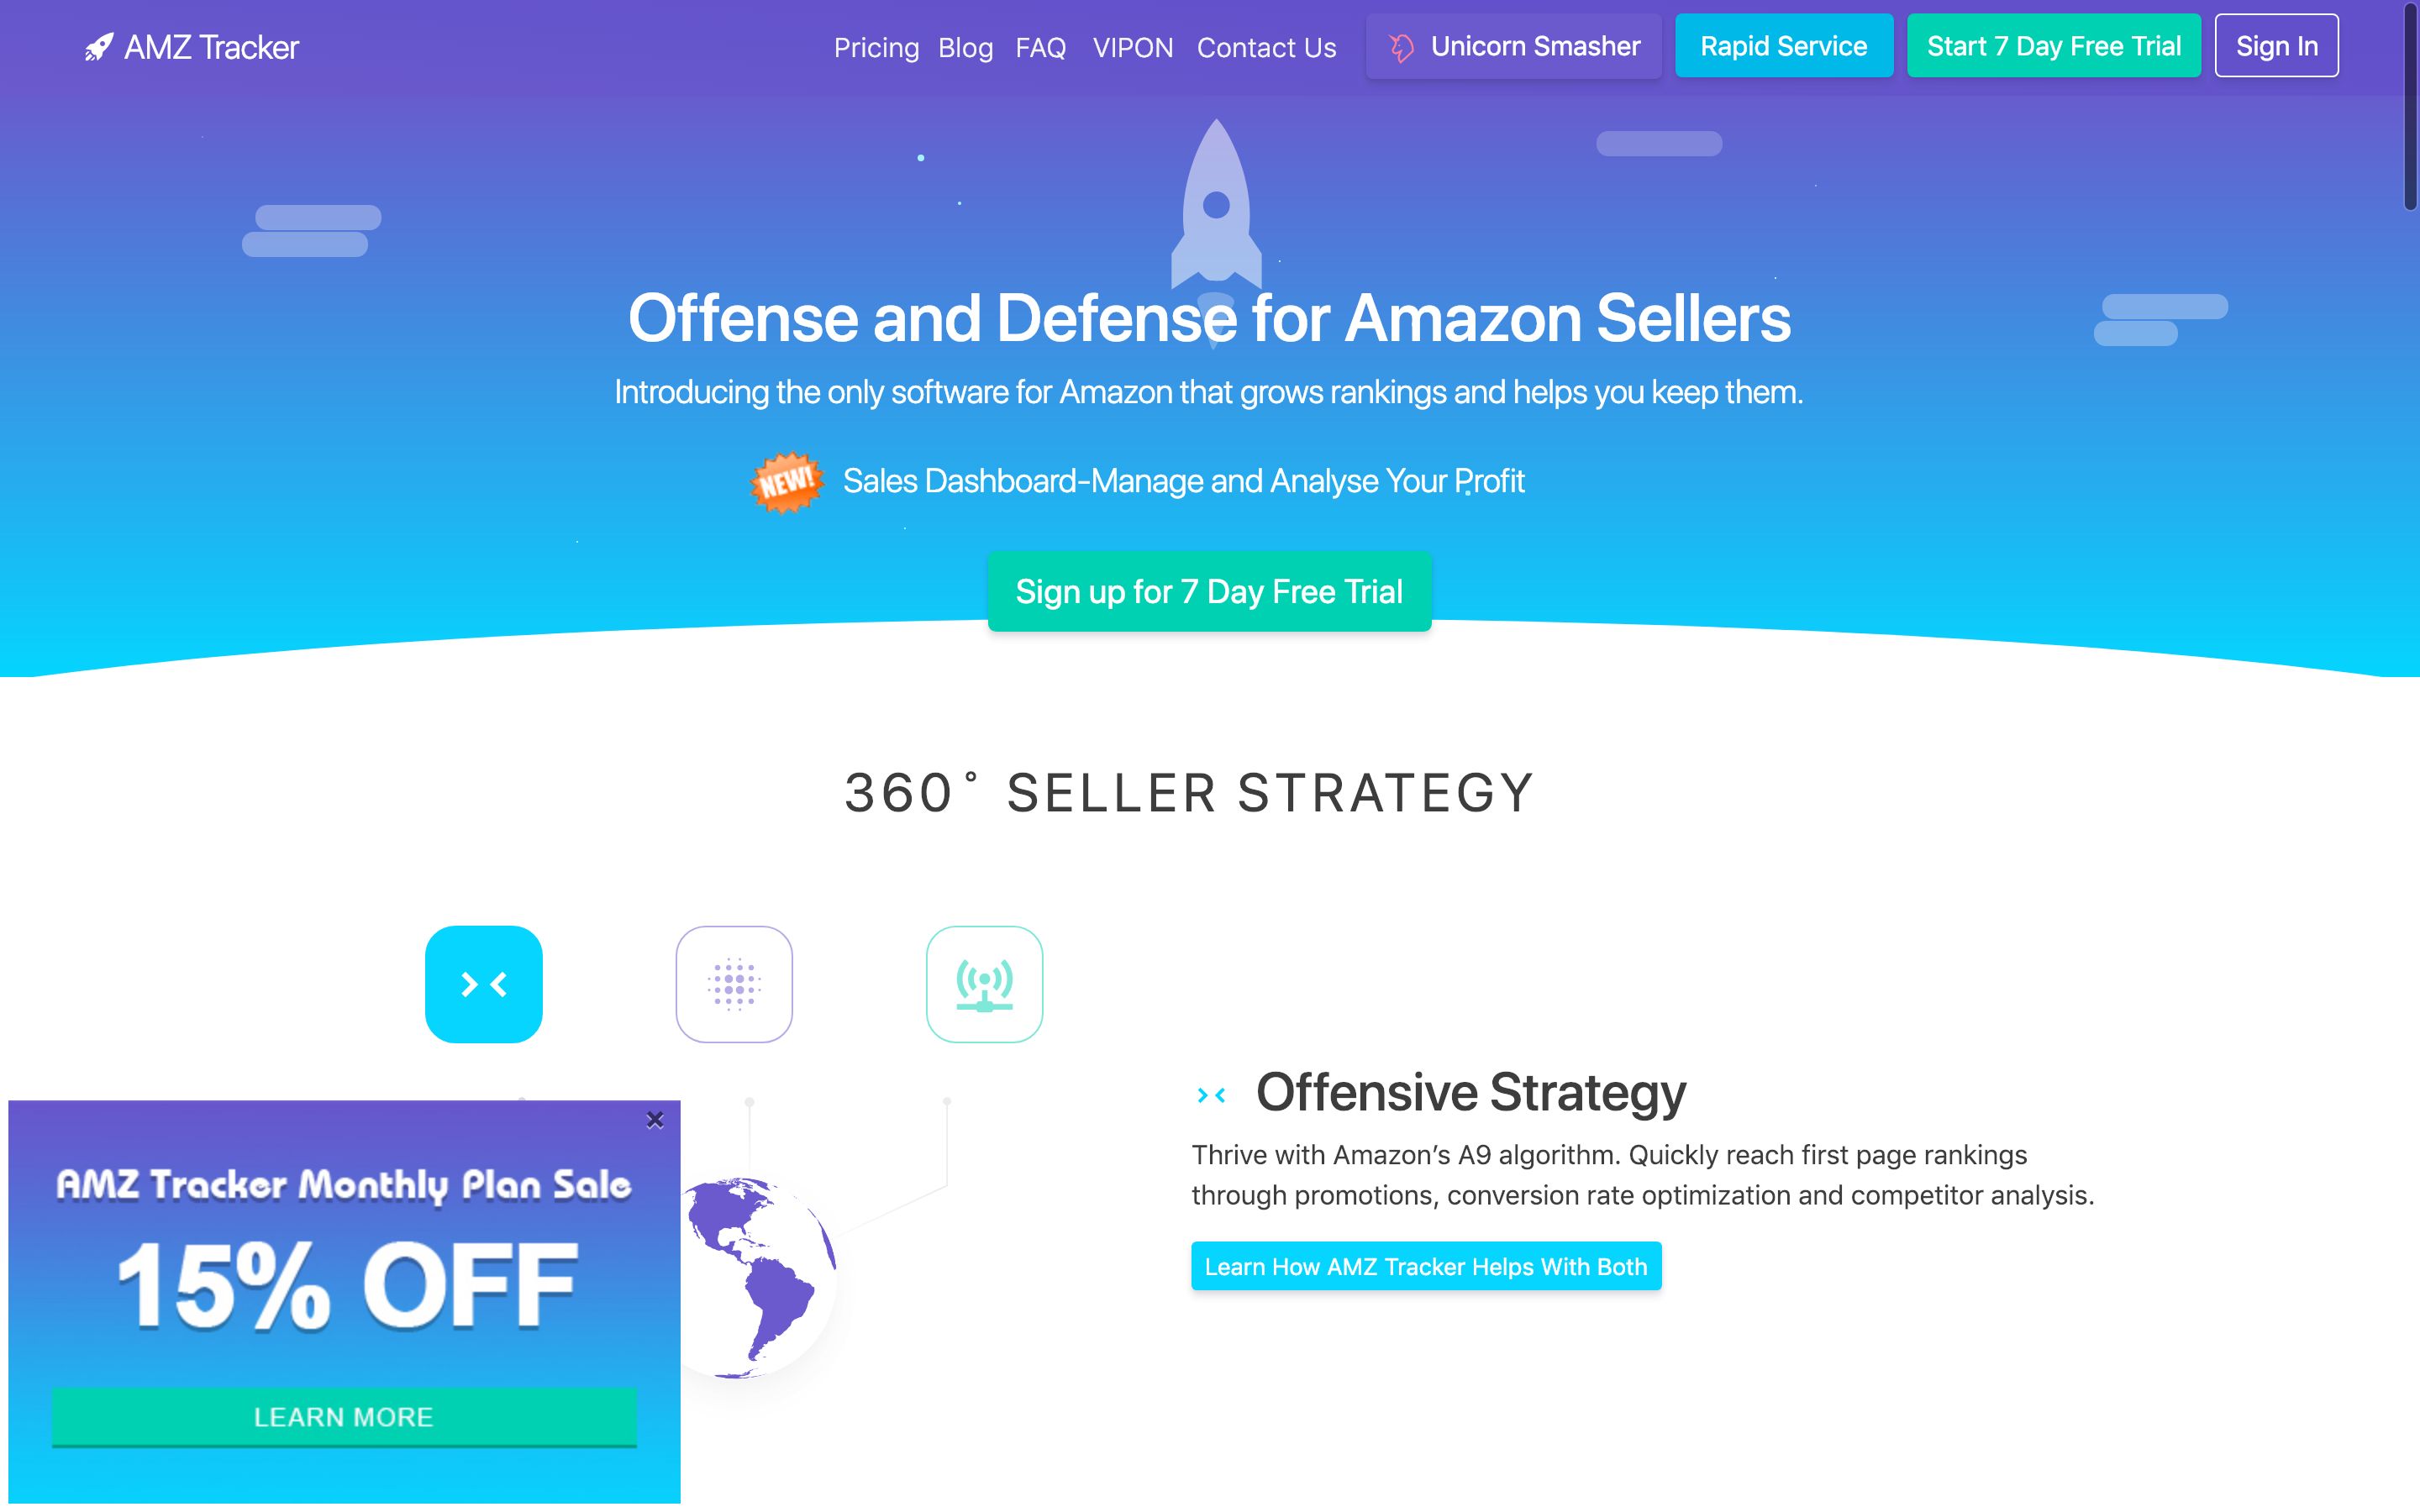 AMZ Tracker
Pricing Blog FAQ VIPON Contact Us Unicorn Smasher Rapid Service Start 7 Day Free Trial Sign In
Offense and Defense for Amazon Sellers
Introducing the only software for Amazon that grows rankings and helps you keep them.
NEW! Sales Dashboard-Manage and Analyse Your Profit
Sign up for 7 Day Free Trial
360° SELLER STRATEGY
Offensive Strategy
Thrive with Amazon’s A9 algorithm. Quickly reach first page rankings
through promotions, conversion rate optimization and competitor analysis.
Learn How AMZ Tracker Helps With Both
AMZ Tracker Monthly Plan Sale
15% OFF
LEARN MORE